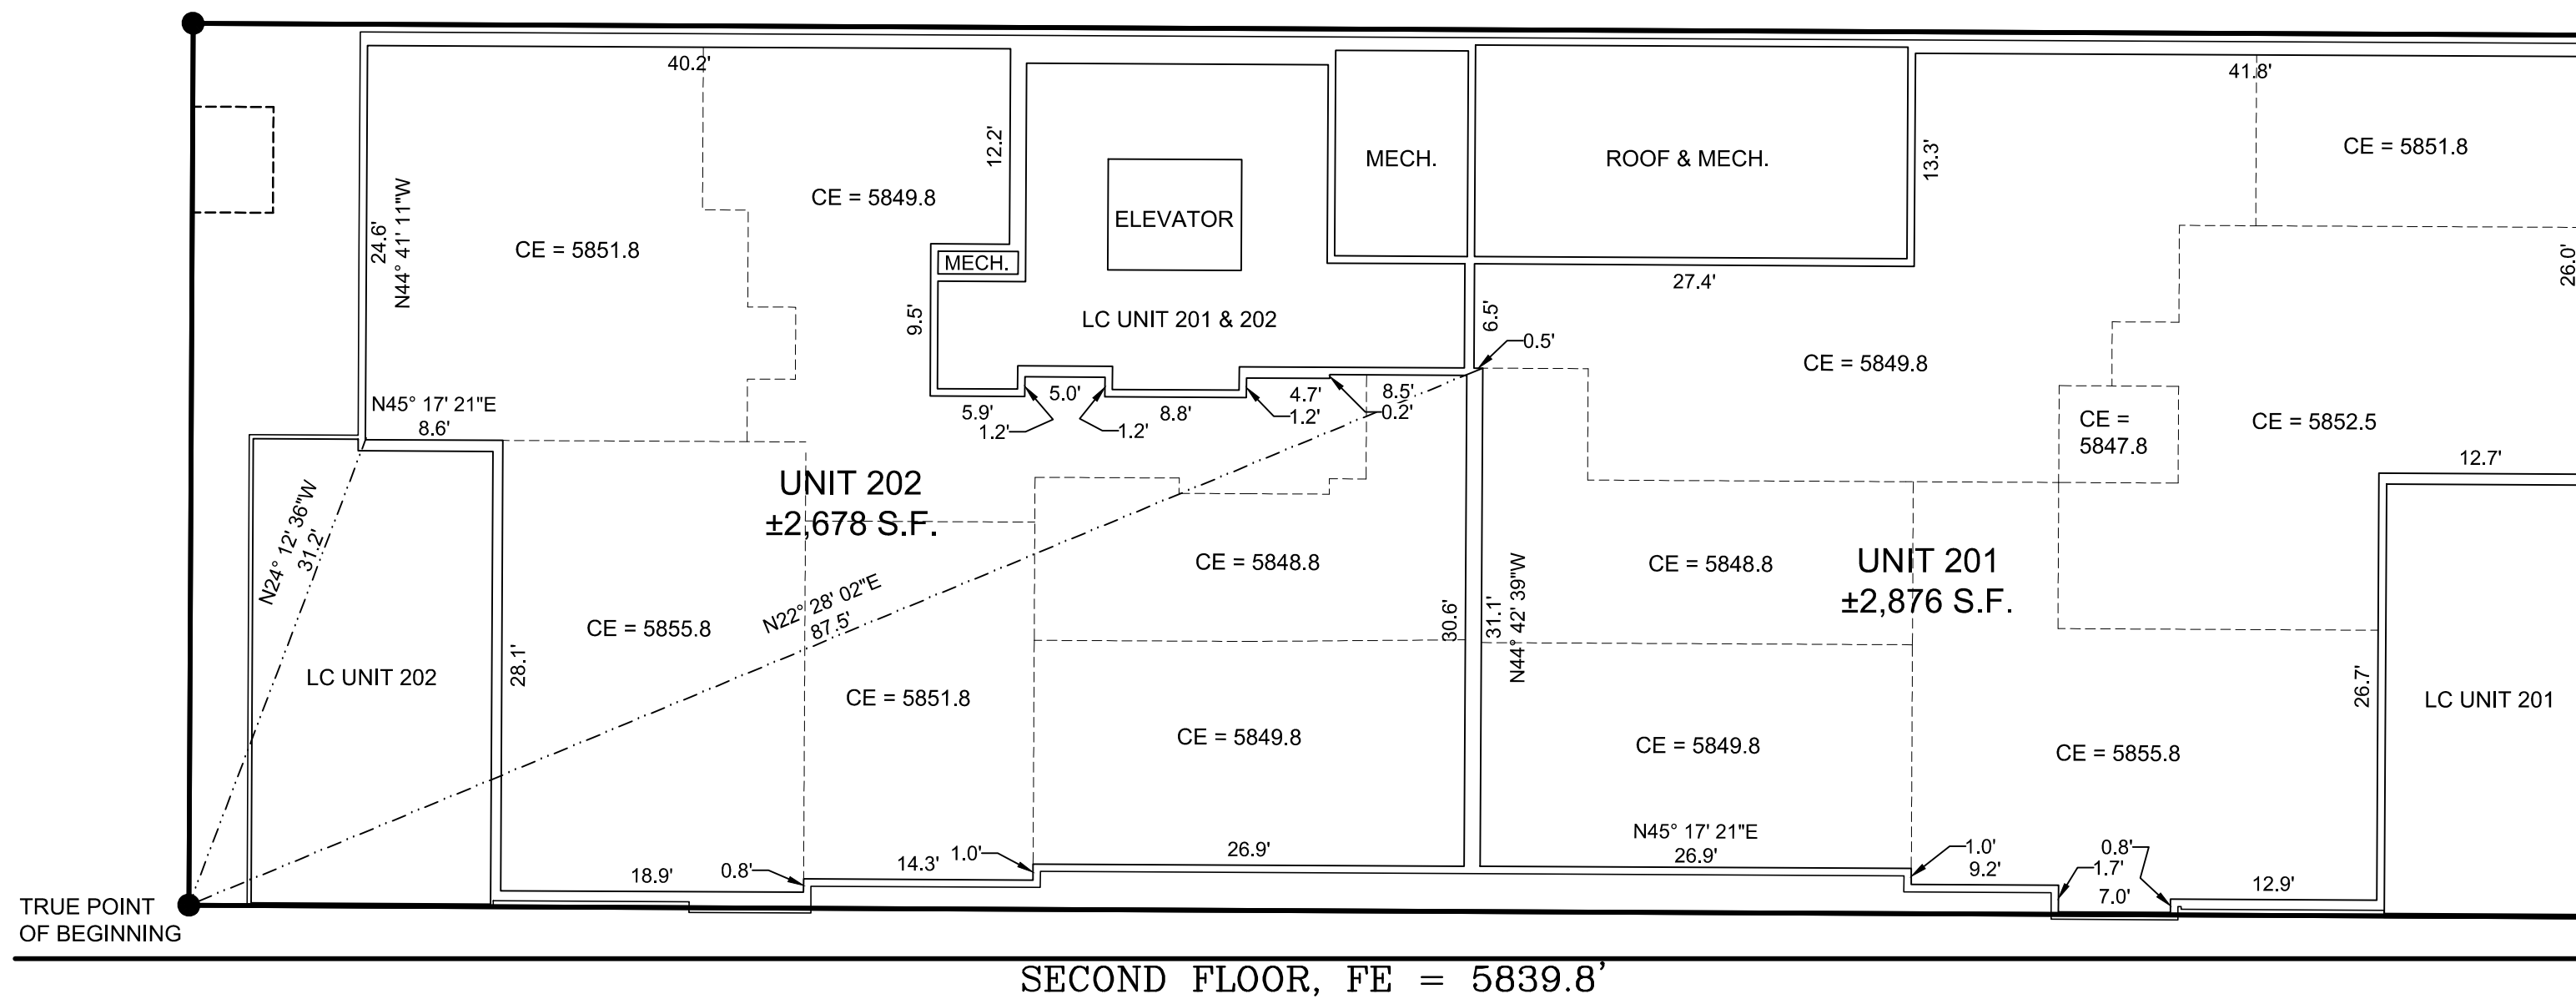 40.2'
41.8'
12.2'
MECH.
ROOF & MECH.
13.3'
CE = 5851.8
CE = 5849.8
ELEVATOR
24.6'
N44° 41' 11"W
CE = 5851.8
MECH.
26.0'
27.4'
9.5'
LC UNIT 201 & 202
6.5'
0.5'
CE = 5849.8
N45° 17' 21"E
8.6'
5.9'
1.2'
5.0'
1.2'
8.8'
4.7'
1.2'
8.5'
0.2'
CE =
5847.8
CE = 5852.5
12.7'
UNIT 202
±2,678 S.F.
N24° 12' 36"W
31.2'
CE = 5848.8
CE = 5848.8
UNIT 201
±2,876 S.F.
N22° 28' 02"E
87.5'
CE = 5855.8
30.6'
31.1'
N44° 42' 39"W
28.1'
LC UNIT 202
CE = 5851.8
CE = 5849.8
CE = 5849.8
CE = 5855.8
26.7'
LC UNIT 201
N45° 17' 21"E
18.9'
0.8'
14.3'
1.0'
26.9'
26.9'
1.0'
9.2'
0.8'
1.7'
7.0'
12.9'
TRUE POINT
OF BEGINNING
SECOND FLOOR, FE = 5839.8'